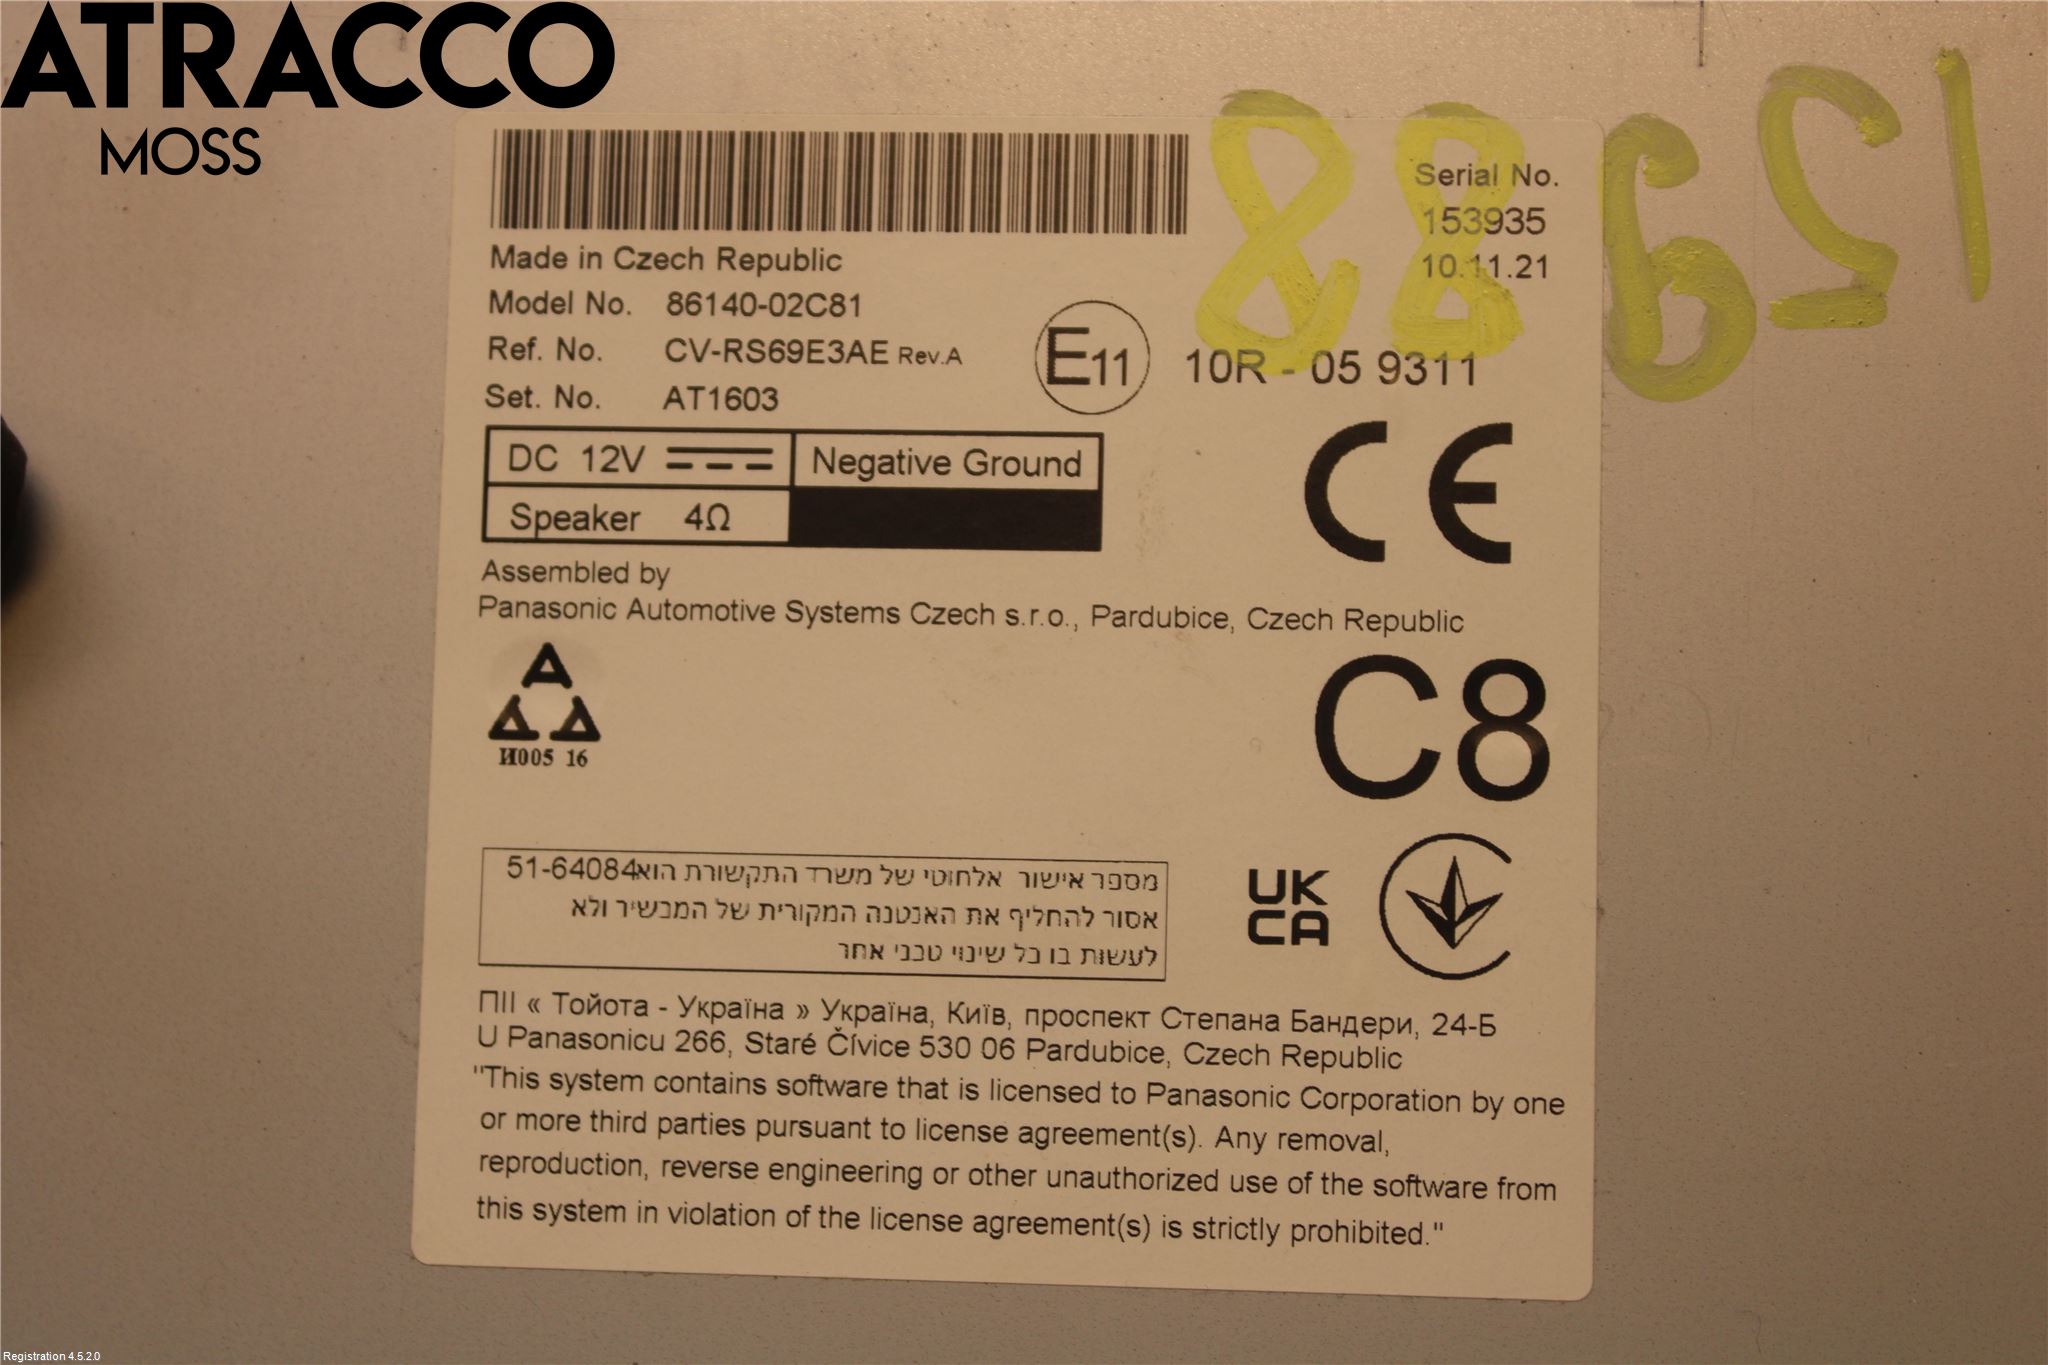 ATRACCO
MOSS
12988
Serial No.
153935
10.11.21
Made in Czech Republic
Model No. 86140-02C81
Ref. No. CV-RS69E3AE Rev.A
Set. No. AT1603
E11 10R - 05 9311
DC 12V Negative Ground
Speaker 4Ω
CE
Assembled by
Panasonic Automotive Systems Czech s.r.o., Pardubice, Czech Republic
И005 16
C8
מספר אישור אלחוטי של משרד התקשורת הוא51-64084
אסור להחליף את האנטנה המקורית של המכשיר ולא
לעשות בו כל שינוי טכני אחר
UK
CA
ПІІ « Тойота - Україна » Україна, Київ, проспект Степана Бандери, 24-Б
U Panasonicu 266, Staré Čívice 530 06 Pardubice, Czech Republic
"This system contains software that is licensed to Panasonic Corporation by one
or more third parties pursuant to license agreement(s). Any removal,
reproduction, reverse engineering or other unauthorized use of the software from
this system in violation of the license agreement(s) is strictly prohibited."
Registration 4.5.2.0